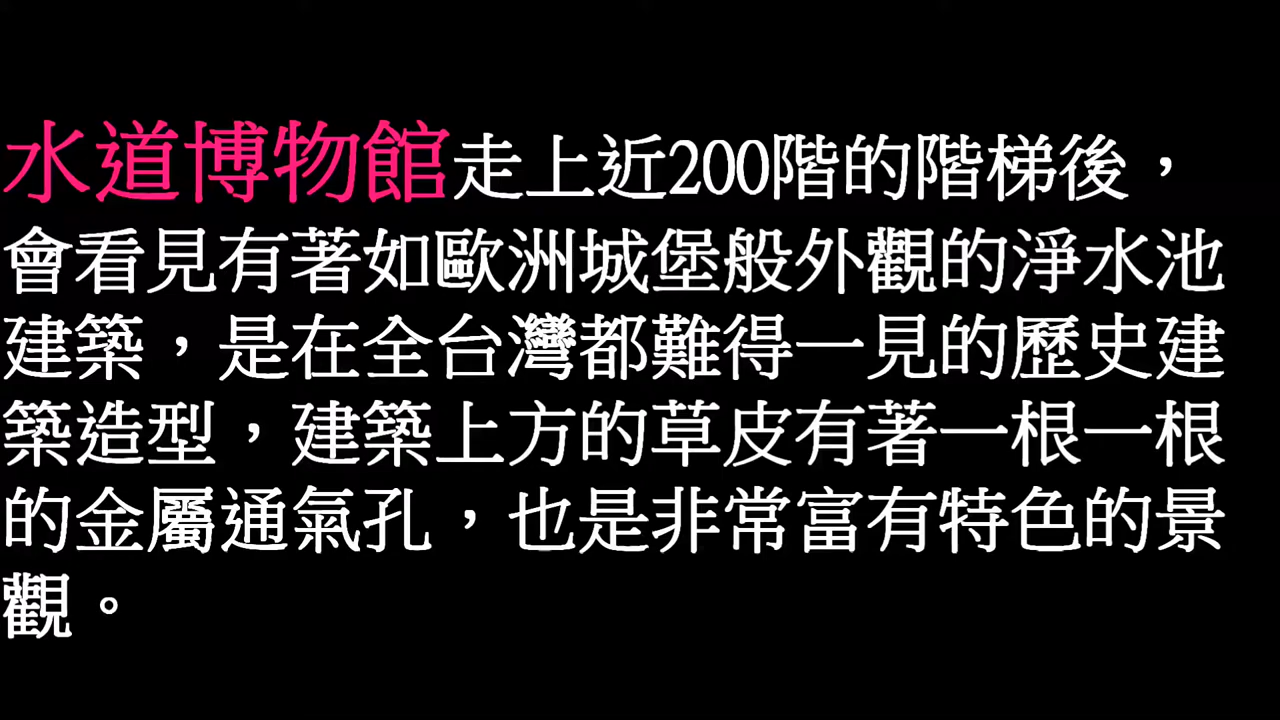 水道博物館走上近200階的階梯後，
會看見有著如歐洲城堡般外觀的淨水池
建築，是在全台灣都難得一見的歷史建
築造型，建築上方的草皮有著一根一根
的金屬通氣孔，也是非常富有特色的景
觀。